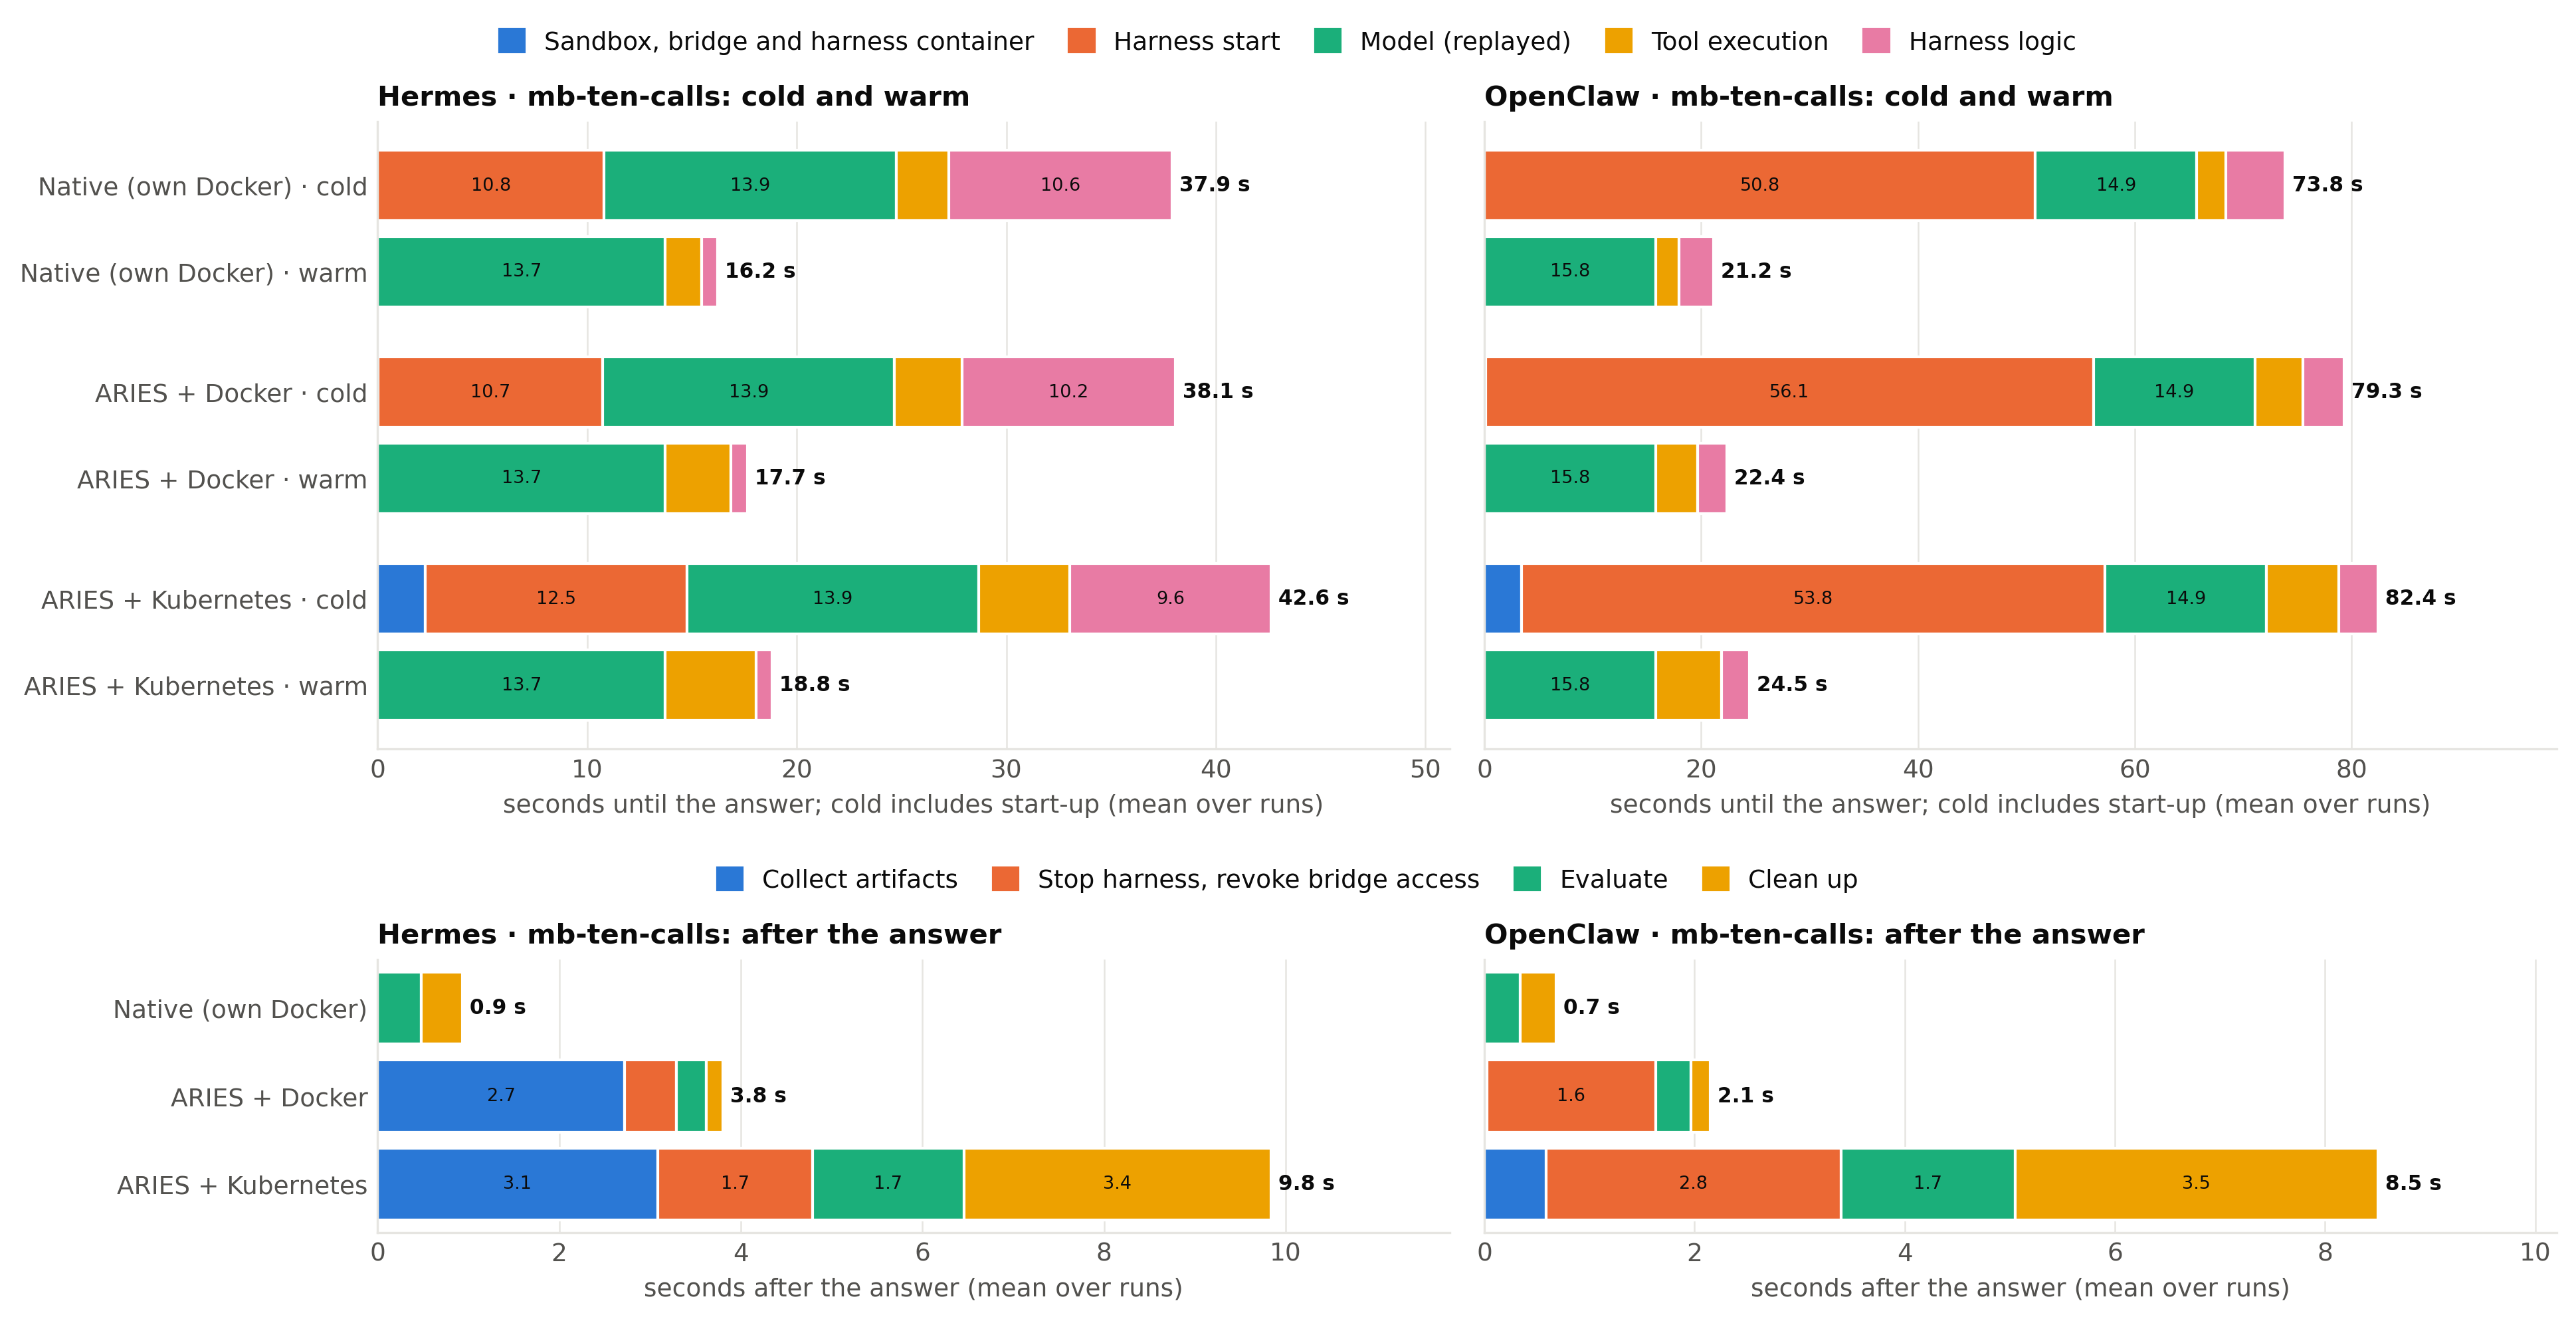 Sandbox, bridge and harness container Harness start Model (replayed) Tool execution Harness logic
Hermes · mb-ten-calls: cold and warm
Native (own Docker) · cold 10.8 13.9 10.6 37.9 s
Native (own Docker) · warm 13.7 16.2 s
ARIES + Docker · cold 10.7 13.9 10.2 38.1 s
ARIES + Docker · warm 13.7 17.7 s
ARIES + Kubernetes · cold 12.5 13.9 9.6 42.6 s
ARIES + Kubernetes · warm 13.7 18.8 s
0 10 20 30 40 50
seconds until the answer; cold includes start-up (mean over runs)
OpenClaw · mb-ten-calls: cold and warm
50.8 14.9 73.8 s
15.8 21.2 s
56.1 14.9 79.3 s
15.8 22.4 s
53.8 14.9 82.4 s
15.8 24.5 s
0 20 40 60 80
seconds until the answer; cold includes start-up (mean over runs)
Collect artifacts Stop harness, revoke bridge access Evaluate Clean up
Hermes · mb-ten-calls: after the answer
Native (own Docker) 0.9 s
ARIES + Docker 2.7 3.8 s
ARIES + Kubernetes 3.1 1.7 1.7 3.4 9.8 s
0 2 4 6 8 10
seconds after the answer (mean over runs)
OpenClaw · mb-ten-calls: after the answer
0.7 s
1.6 2.1 s
2.8 1.7 3.5 8.5 s
0 2 4 6 8 10
seconds after the answer (mean over runs)